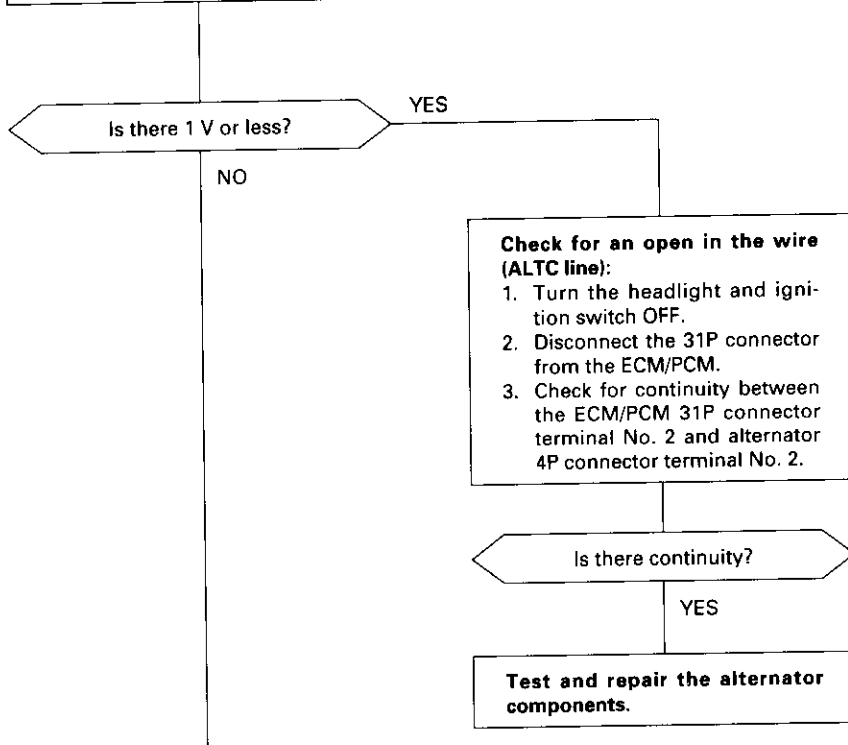 Is there 1 V or less?
YES
NO
Check for an open in the wire
(ALTC line):
1. Turn the headlight and igni-
tion switch OFF.
2. Disconnect the 31P connector
from the ECM/PCM.
3. Check for continuity between
the ECM/PCM 31P connector
terminal No. 2 and alternator
4P connector terminal No. 2.
Is there continuity?
YES
Test and repair the alternator
components.